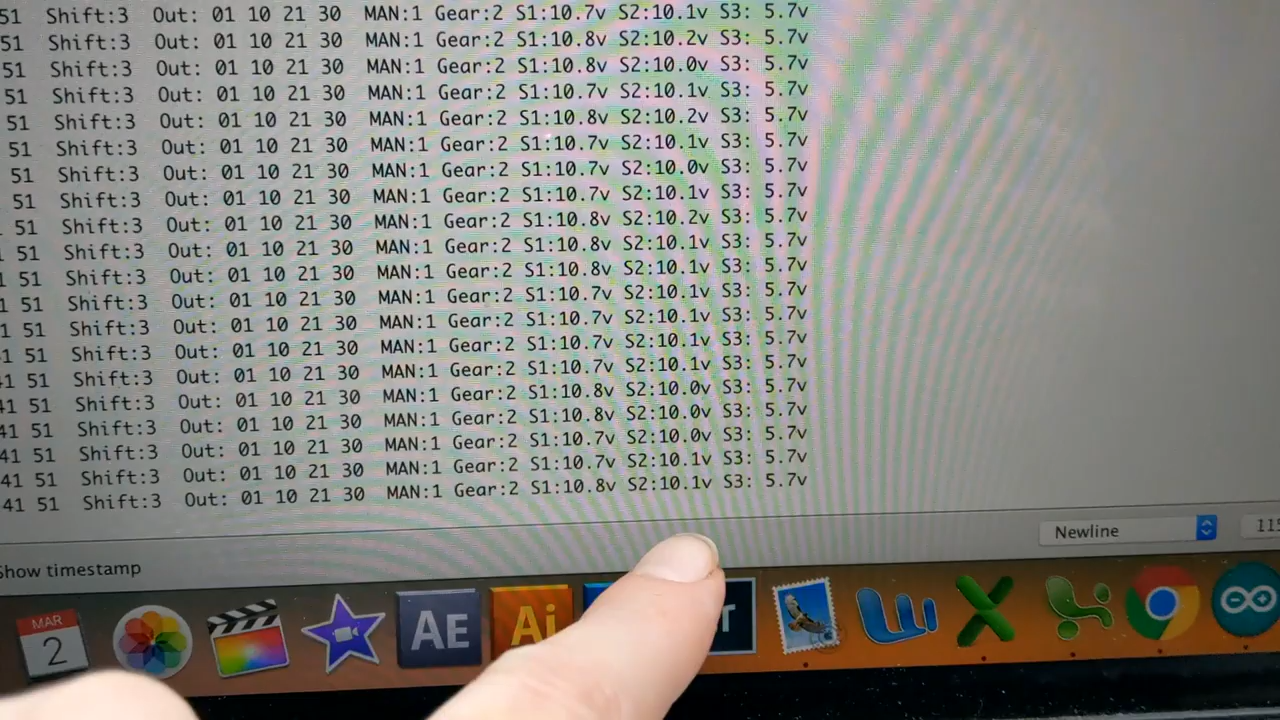 51 Shift:3 Out: 01 10 21 30 MAN:1 Gear:2 S1:10.7v S2:10.1v S3: 5.7v
51 Shift:3 Out: 01 10 21 30 MAN:1 Gear:2 S1:10.8v S2:10.2v S3: 5.7v
51 Shift:3 Out: 01 10 21 30 MAN:1 Gear:2 S1:10.8v S2:10.0v S3: 5.7v
51 Shift:3 Out: 01 10 21 30 MAN:1 Gear:2 S1:10.7v S2:10.1v S3: 5.7v
51 Shift:3 Out: 01 10 21 30 MAN:1 Gear:2 S1:10.8v S2:10.2v S3: 5.7v
51 Shift:3 Out: 01 10 21 30 MAN:1 Gear:2 S1:10.7v S2:10.1v S3: 5.7v
51 Shift:3 Out: 01 10 21 30 MAN:1 Gear:2 S1:10.7v S2:10.0v S3: 5.7v
51 Shift:3 Out: 01 10 21 30 MAN:1 Gear:2 S1:10.7v S2:10.1v S3: 5.7v
51 Shift:3 Out: 01 10 21 30 MAN:1 Gear:2 S1:10.8v S2:10.2v S3: 5.7v
51 Shift:3 Out: 01 10 21 30 MAN:1 Gear:2 S1:10.8v S2:10.1v S3: 5.7v
51 Shift:3 Out: 01 10 21 30 MAN:1 Gear:2 S1:10.8v S2:10.1v S3: 5.7v
1 51 Shift:3 Out: 01 10 21 30 MAN:1 Gear:2 S1:10.7v S2:10.1v S3: 5.7v
1 51 Shift:3 Out: 01 10 21 30 MAN:1 Gear:2 S1:10.7v S2:10.1v S3: 5.7v
1 51 Shift:3 Out: 01 10 21 30 MAN:1 Gear:2 S1:10.7v S2:10.1v S3: 5.7v
1 51 Shift:3 Out: 01 10 21 30 MAN:1 Gear:2 S1:10.7v S2:10.1v S3: 5.7v
41 51 Shift:3 Out: 01 10 21 30 MAN:1 Gear:2 S1:10.8v S2:10.0v S3: 5.7v
41 51 Shift:3 Out: 01 10 21 30 MAN:1 Gear:2 S1:10.8v S2:10.0v S3: 5.7v
41 51 Shift:3 Out: 01 10 21 30 MAN:1 Gear:2 S1:10.7v S2:10.0v S3: 5.7v
41 51 Shift:3 Out: 01 10 21 30 MAN:1 Gear:2 S1:10.7v S2:10.1v S3: 5.7v
41 51 Shift:3 Out: 01 10 21 30 MAN:1 Gear:2 S1:10.8v S2:10.1v S3: 5.7v
Newline 115
Show timestamp
MAR
2
AE
Ai